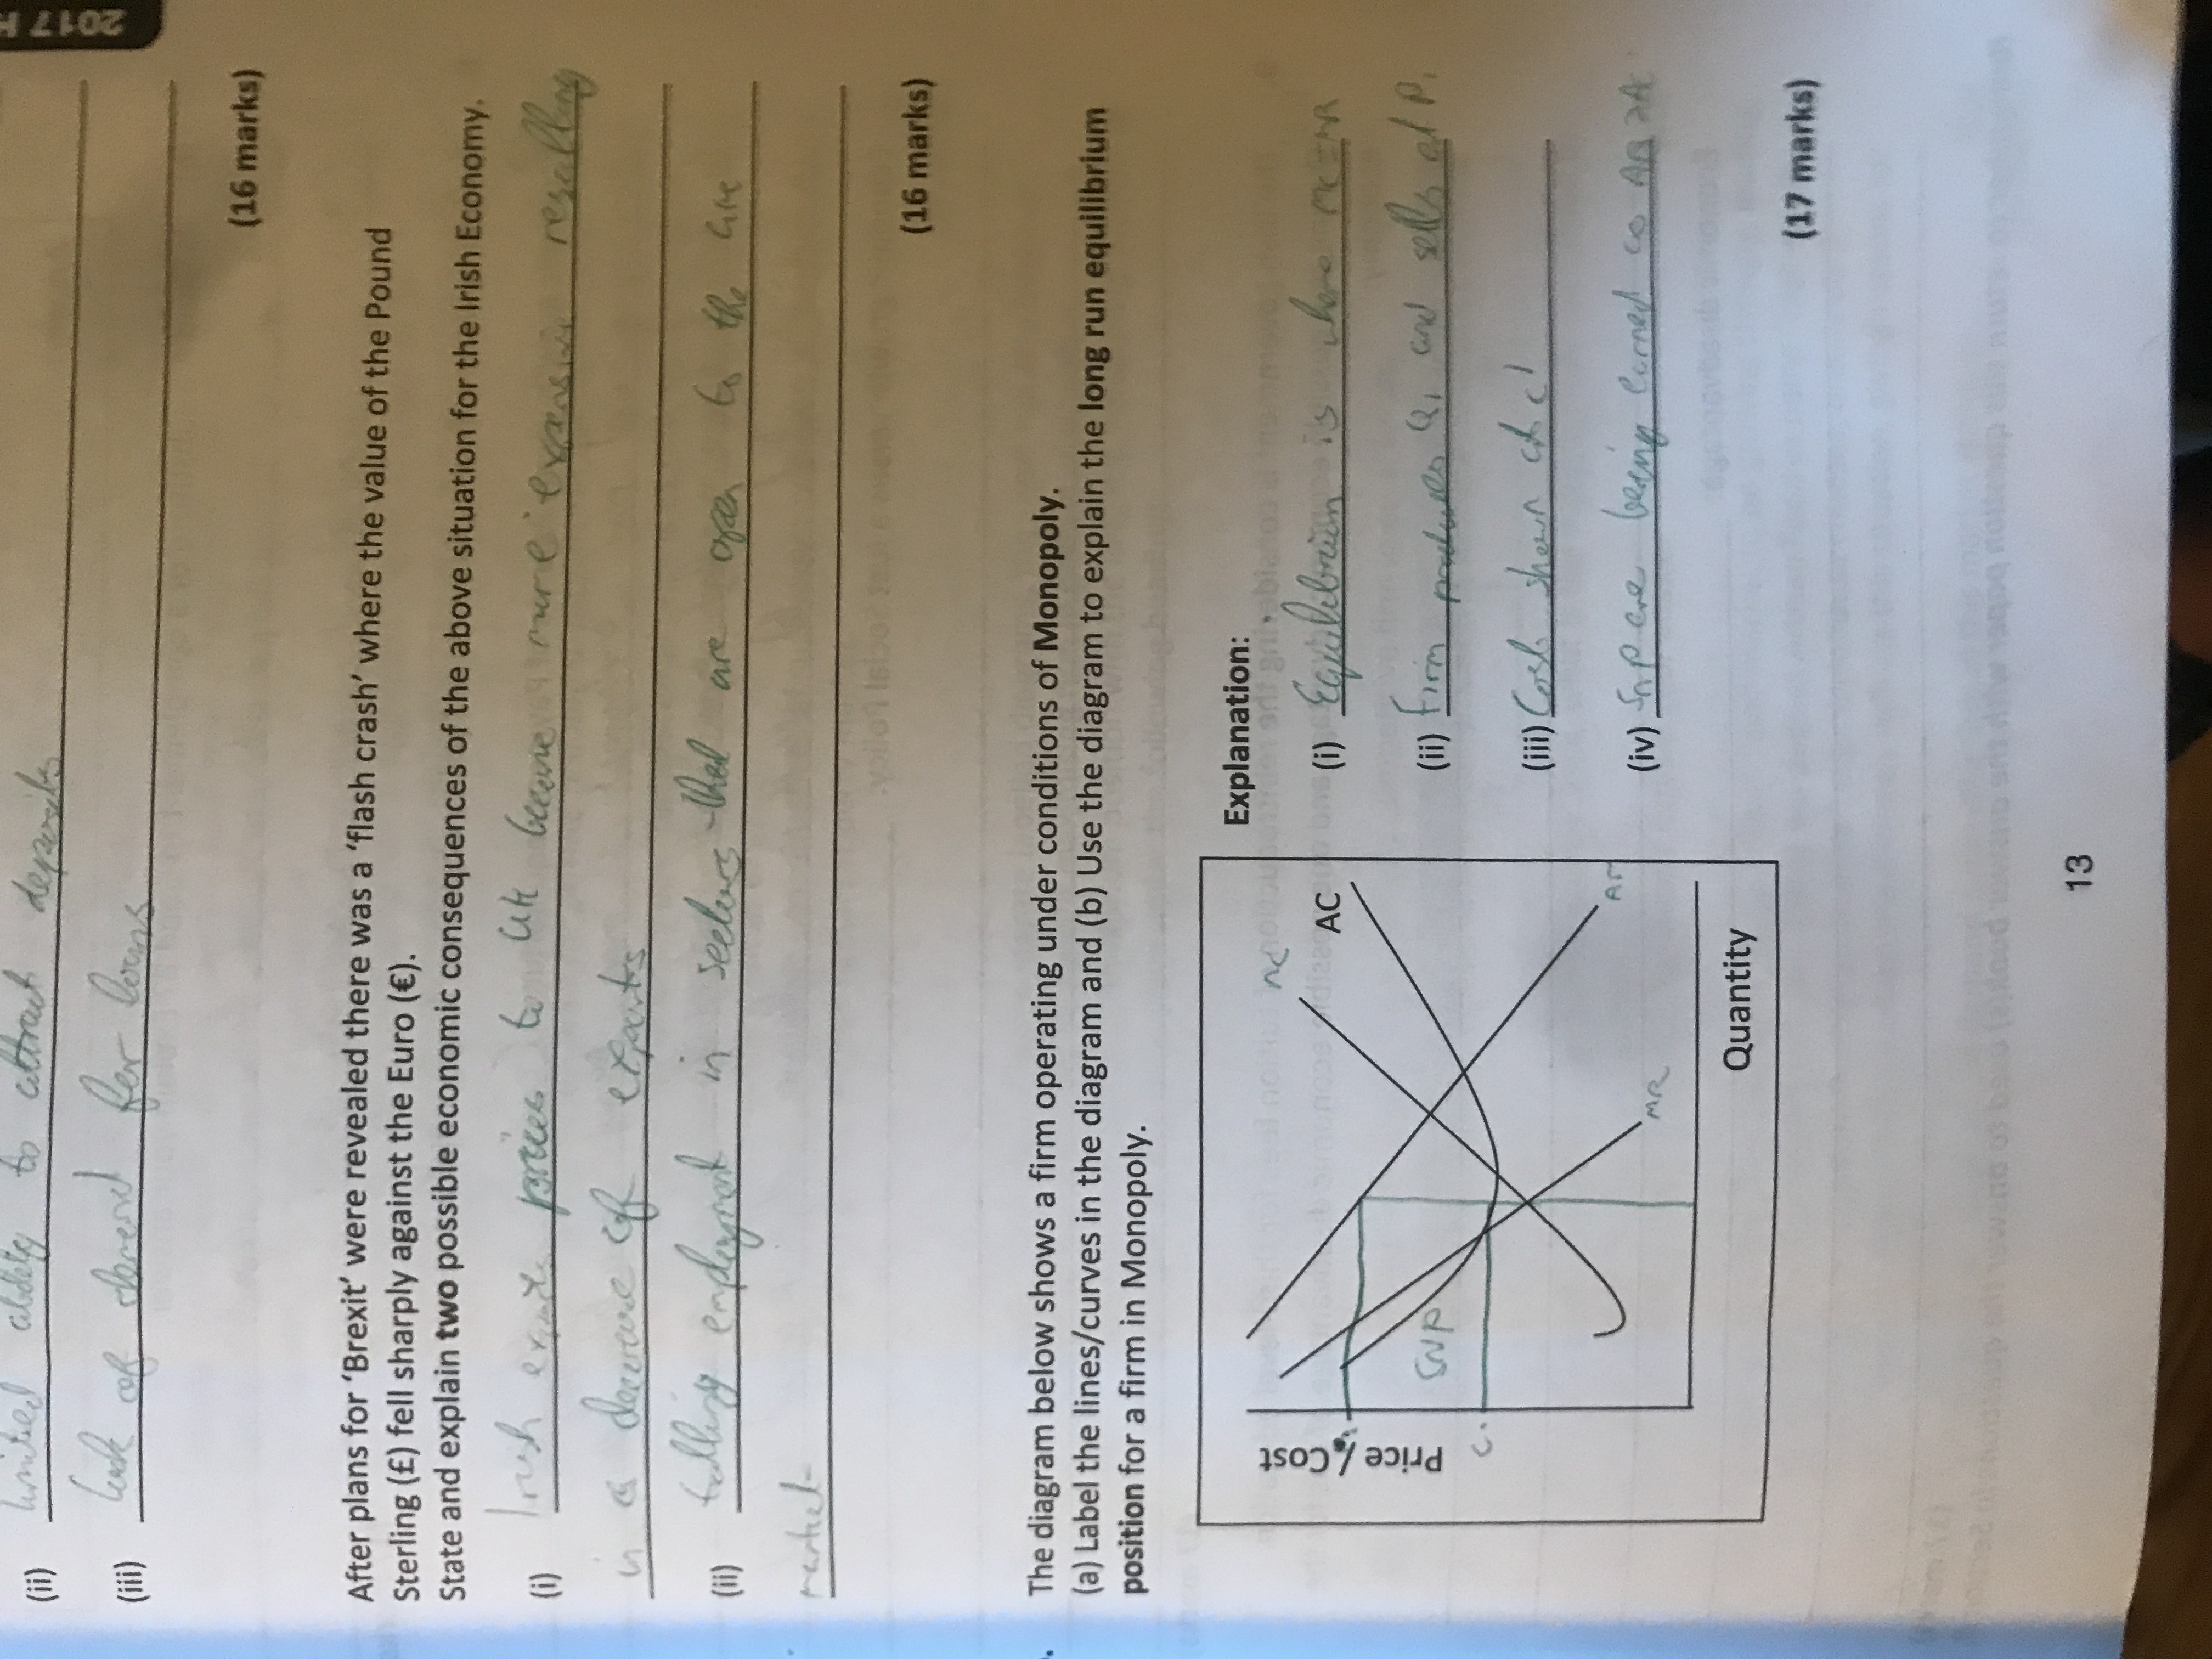 2017 H
(ii) limited ability to attract deposits
(iii) lack of demand for loans
(16 marks)
After plans for ‘Brexit’ were revealed there was a ‘flash crash’ where the value of the Pound
Sterling (£) fell sharply against the Euro (€).
State and explain two possible economic consequences of the above situation for the Irish Economy.
(i) Irish exports prices to UK become more expensive resulting
in a decrease of exports
(ii) falling employment in sectors that are open to the
market
(16 marks)
The diagram below shows a firm operating under conditions of Monopoly.
(a) Label the lines/curves in the diagram and (b) Use the diagram to explain the long run equilibrium
position for a firm in Monopoly.
Price / Cost
SNP
C
MC
AC
AR
MR
Quantity
Explanation:
(i) Equilibrium is where MC=MR
(ii) Firm produces Q1 and sells at P1
(iii) Cost shown at c1
(iv) SNP are being earned as AR>A
(17 marks)
13